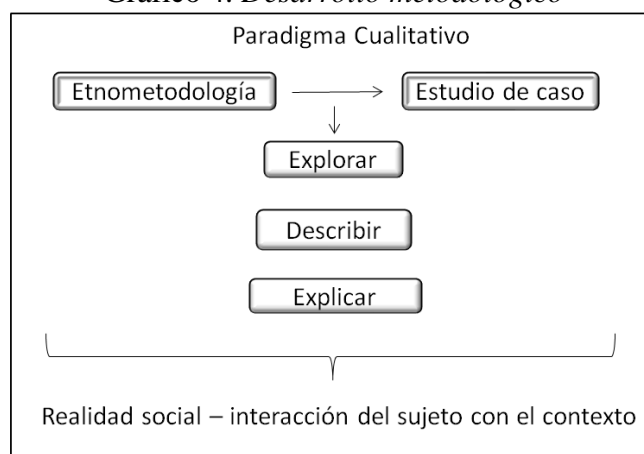 Gráfico 4. Desarrollo metodológico
Paradigma Cualitativo
Etnometodología
Estudio de caso
Explorar
Describir
Explicar
Realidad social – interacción del sujeto con el contexto